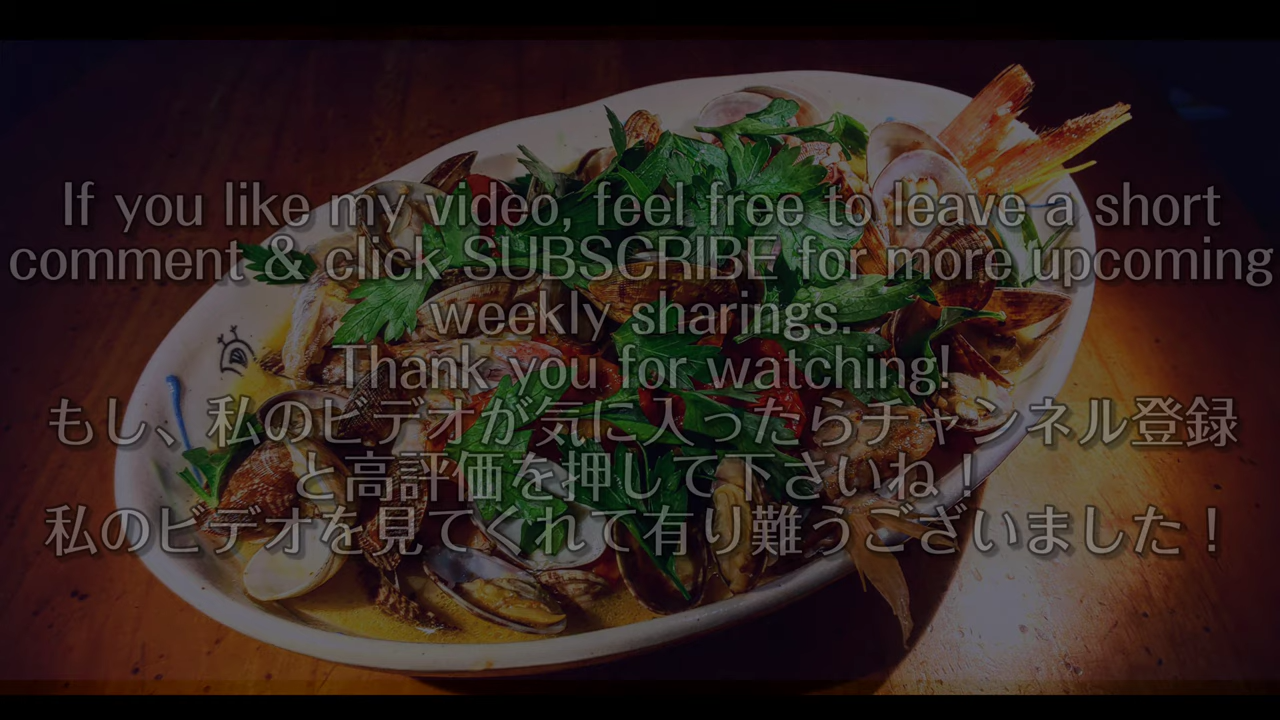 If you like my video, feel free to leave a short
comment & click SUBSCRIBE for more upcoming
weekly sharings.
Thank you for watching!
もし、私のビデオが気に入ったらチャンネル登録
と高評価を押して下さいね！
私のビデオを見てくれて有り難うございました！